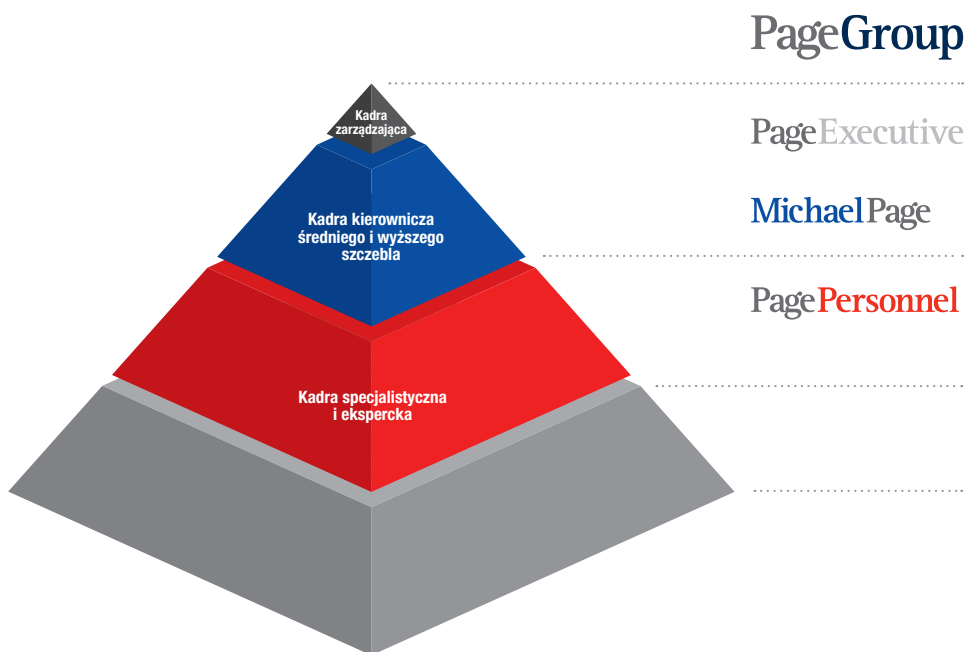 PageGroup
Kadra
zarządzająca
PageExecutive
Kadra kierownicza
średniego i wyższego
szczebla
MichaelPage
PagePersonnel
Kadra specjalistyczna
i ekspercka